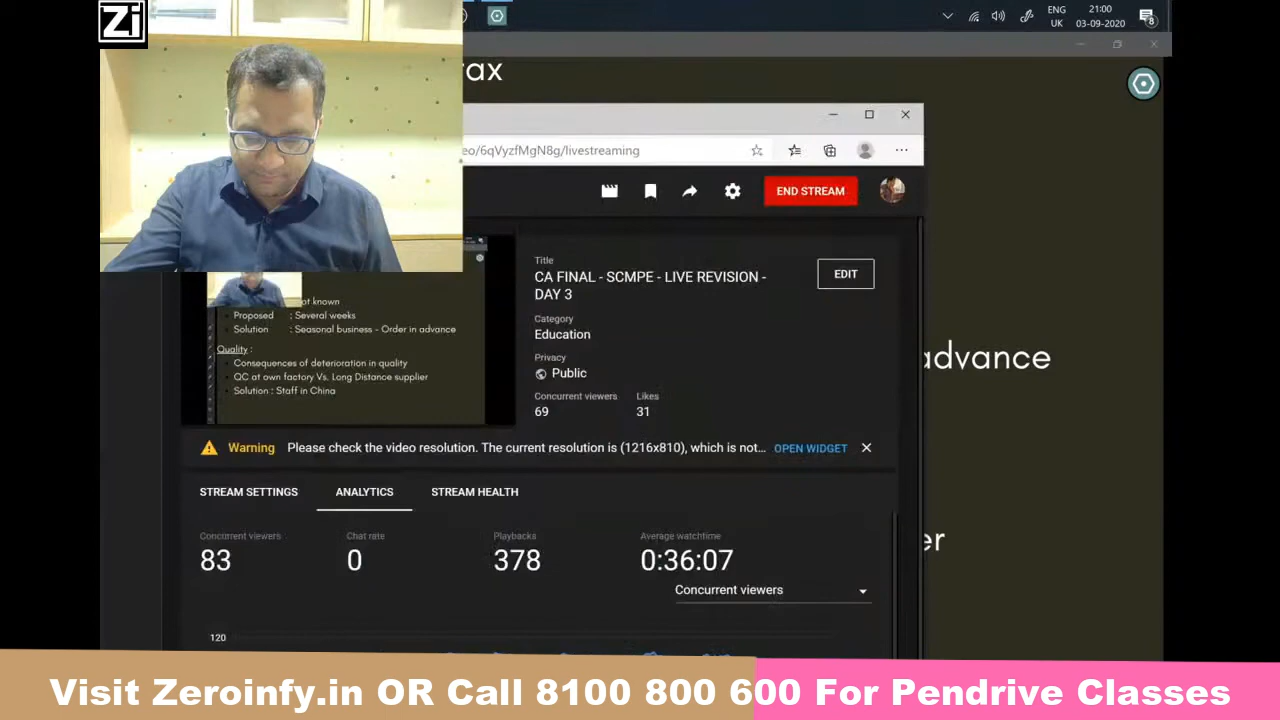 Zi
ENG
UK
21:00
03-09-2020
8
rax
eo/6qVyzfMgN8g/livestreaming
END STREAM
Title
CA FINAL - SCMPE - LIVE REVISION -
DAY 3
EDIT
Category
Education
Privacy
Public
Concurrent viewers
Likes
69
31
ot known
Proposed : Several weeks
Solution : Seasonal business - Order in advance
Quality :
Consequences of deterioration in quality
QC at own factory Vs. Long Distance supplier
Solution : Staff in China
advance
Warning Please check the video resolution. The current resolution is (1216x810), which is not... OPEN WIDGET
STREAM SETTINGS ANALYTICS STREAM HEALTH
Concurrent viewers Chat rate Playbacks Average watchtime
83 0 378 0:36:07
er
Concurrent viewers
120
Visit Zeroinfy.in OR Call 8100 800 600 For Pendrive Classes